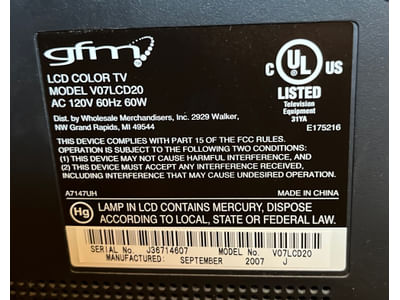 gfm
LCD COLOR TV
MODEL V07LCD20
AC 120V 60Hz 60W
Dist. by Wholesale Merchandisers, Inc. 2929 Walker,
NW Grand Rapids, MI 49544
C UL US
LISTED
Television
Edited
31YA
E175216
THIS DEVICE COMPLIES WITH PART 15 OF THE FCC RULES.
OPERATION IS SUBJECT TO THE FOLLOWING TWO CONDITIONS:
(1) THIS DEVICE MAY NOT CAUSE HARMFUL INTERFERENCE, AND
(2) THIS DEVICE MUST ACCEPT ANY INTERFERENCE RECEIVED,
INCLUDING INTERFERENCE THAT MAY CAUSE UNDESIRED OPERATION.
A7147UH MADE IN CHINA
Hg LAMP IN LCD CONTAINS MERCURY, DISPOSE
ACCORDING TO LOCAL, STATE OR FEDERAL LAW.
SERIAL No. J36714607 MODEL No. V07LCD20
MANUFACTURED: SEPTEMBER 2007 J